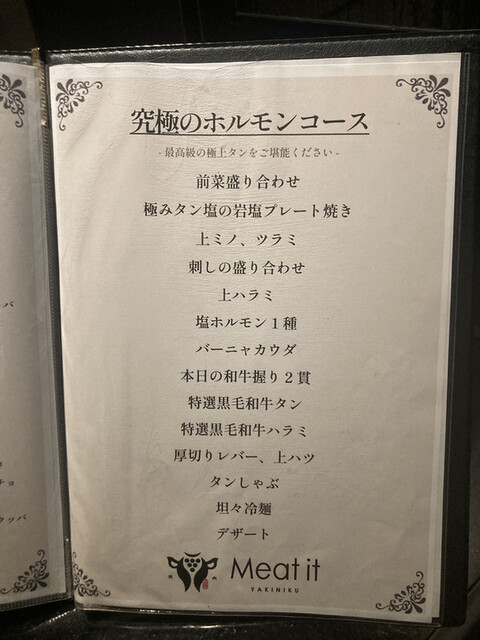 究極のホルモンコース
- 最高級の極上タンをご堪能ください -
前菜盛り合わせ
極みタン塩の岩塩プレート焼き
上ミノ、ツラミ
刺しの盛り合わせ
上ハラミ
塩ホルモン１種
バーニャカウダ
本日の和牛握り２貫
特選黒毛和牛タン
特選黒毛和牛ハラミ
厚切りレバー、上ハツ
タンしゃぶ
坦々冷麺
デザート
Meat it
YAKINIKU